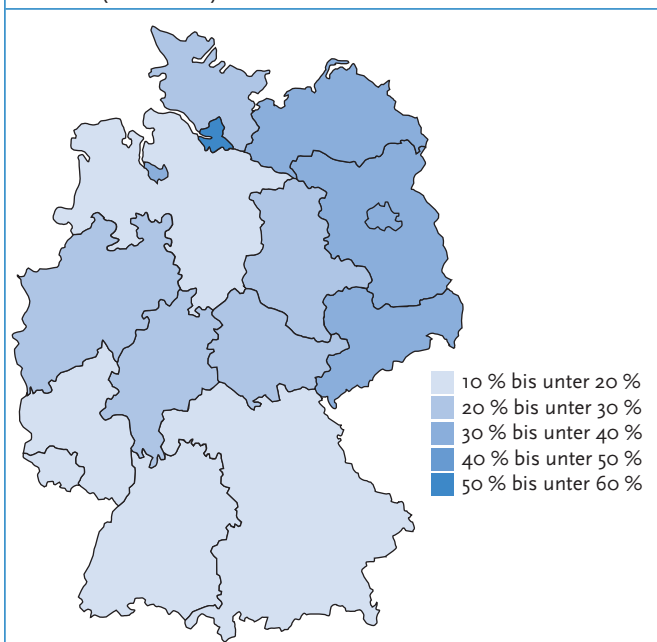 10 % bis unter 20 %
20 % bis unter 30 %
30 % bis unter 40 %
40 % bis unter 50 %
50 % bis unter 60 %